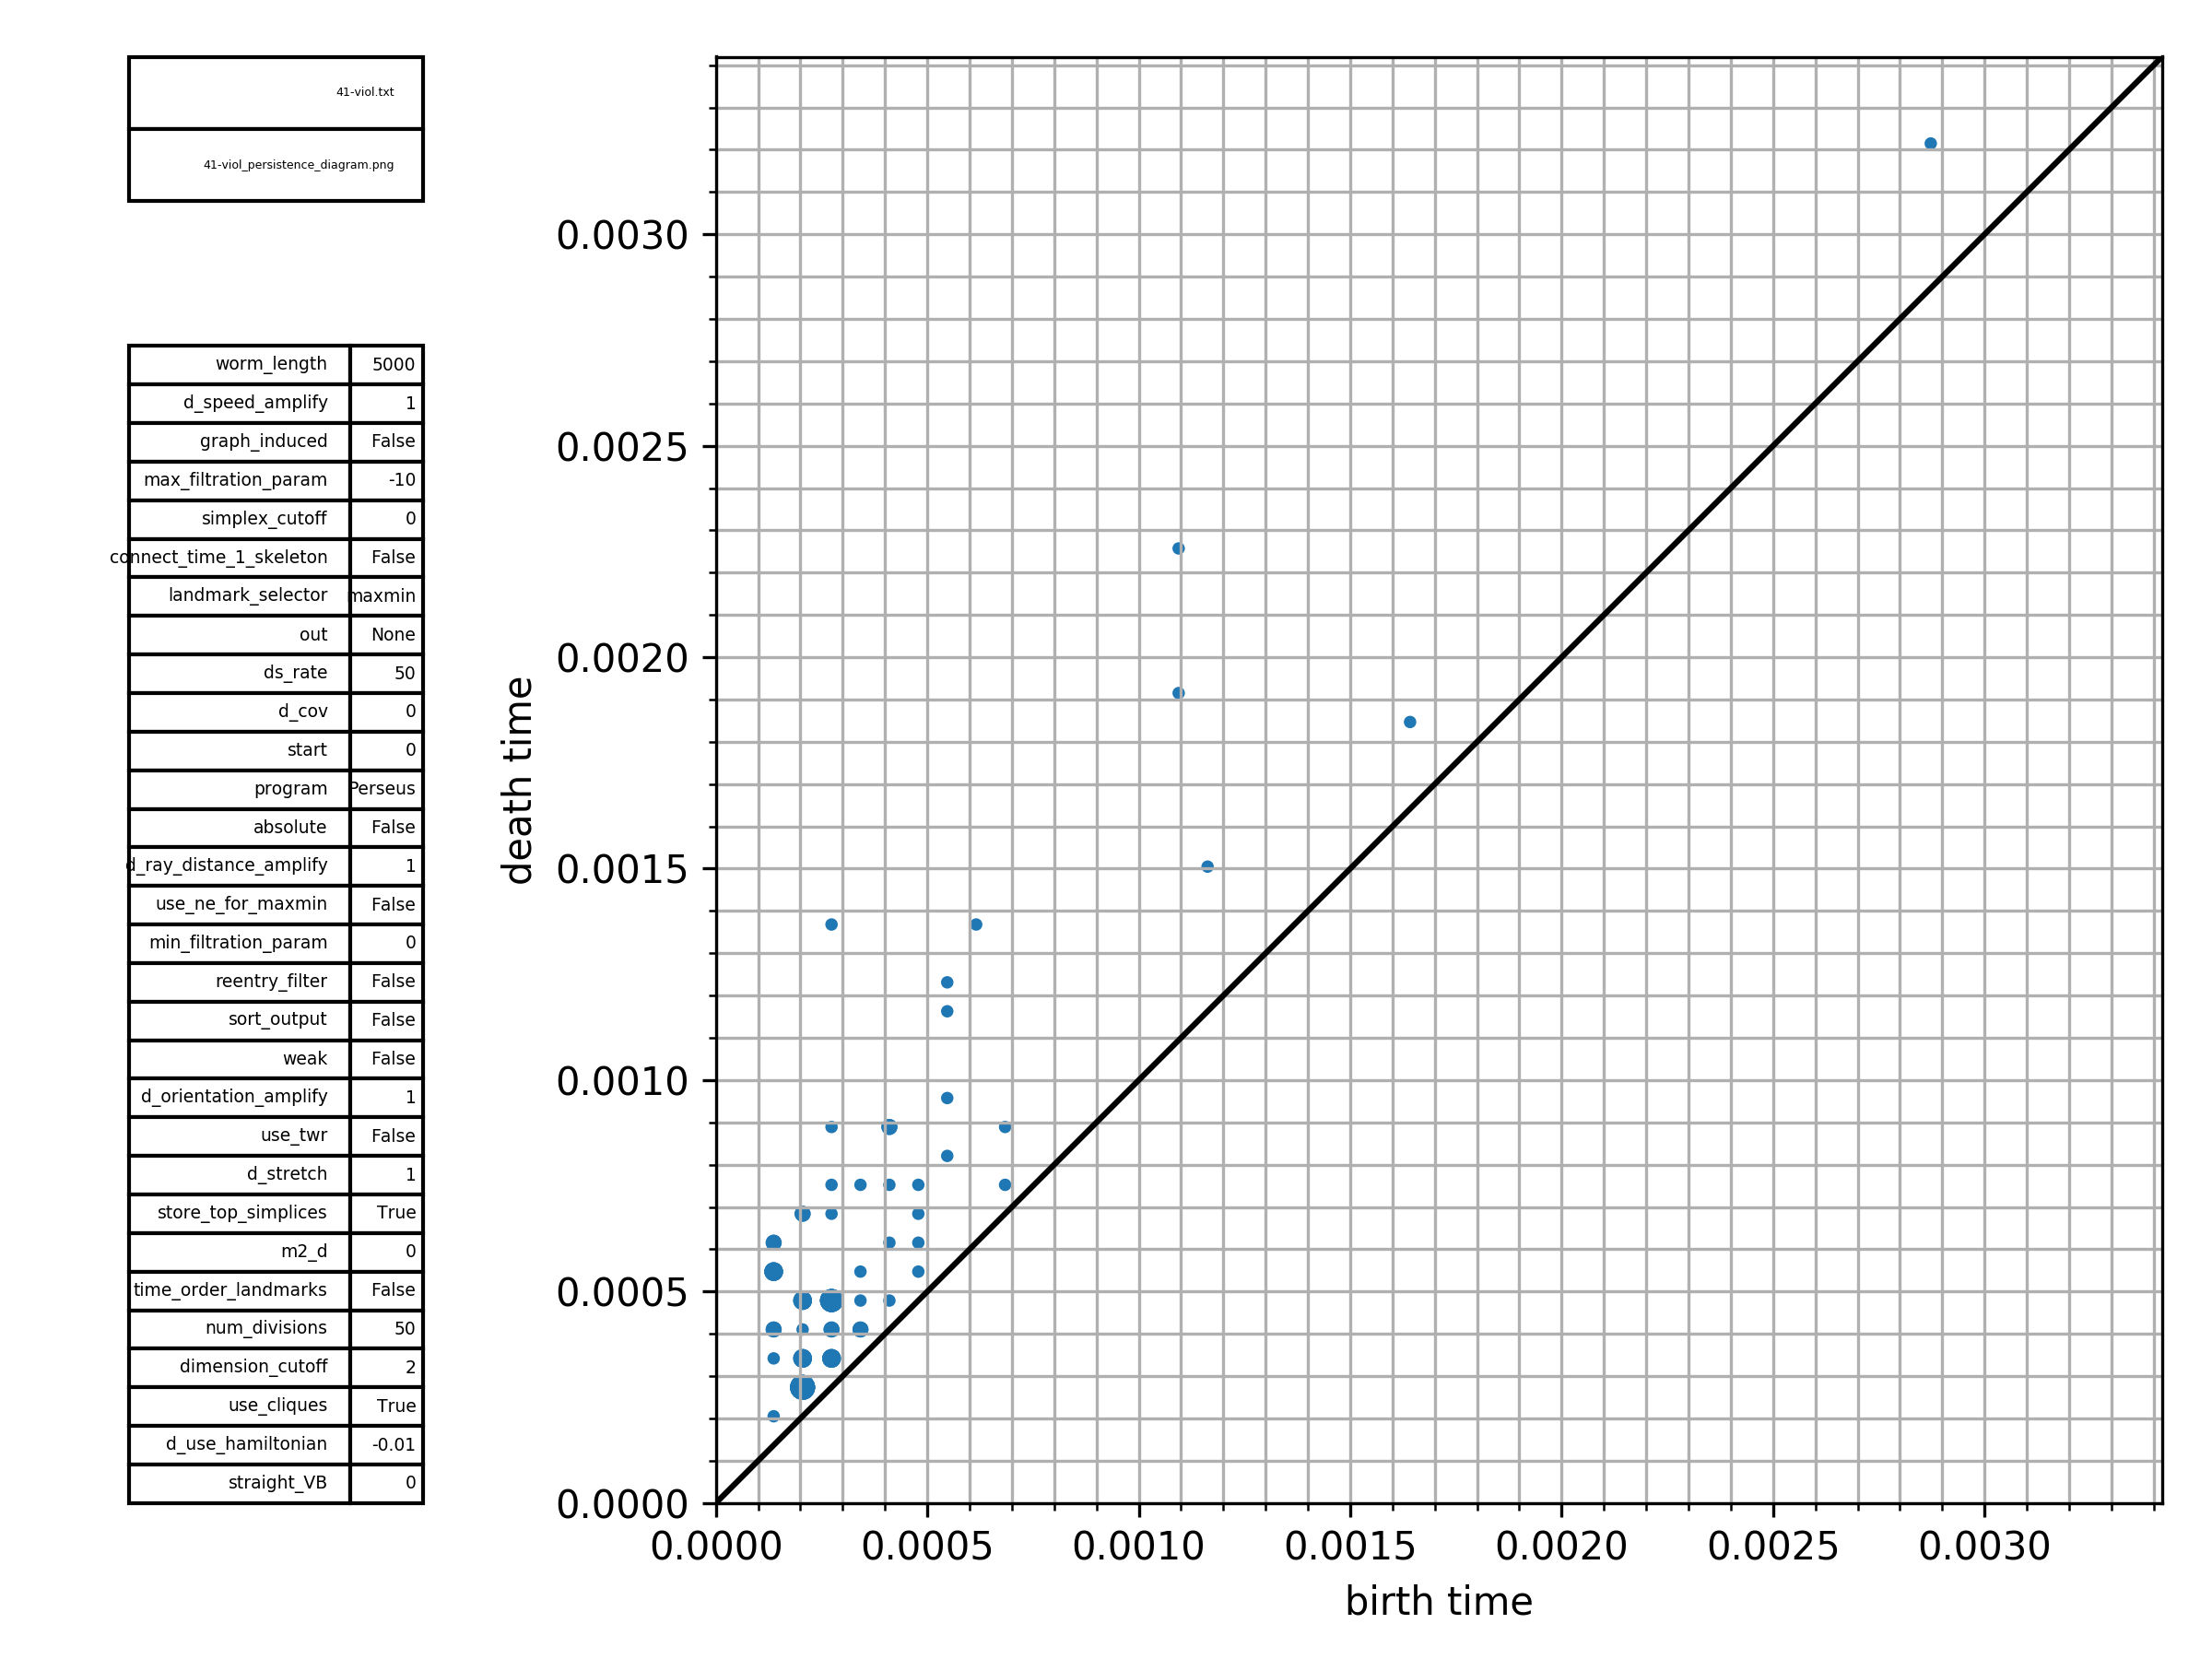 41-viol.txt
41-viol_persistence_diagram.png
worm_length 5000
d_speed_amplify 1
graph_induced False
max_filtration_param -10
simplex_cutoff 0
connect_time_1_skeleton False
landmark_selector maxmin
out None
ds_rate 50
d_cov 0
start 0
program Perseus
absolute False
d_ray_distance_amplify 1
use_ne_for_maxmin False
min_filtration_param 0
reentry_filter False
sort_output False
weak False
d_orientation_amplify 1
use_twr False
d_stretch 1
store_top_simplices True
m2_d 0
time_order_landmarks False
num_divisions 50
dimension_cutoff 2
use_cliques True
d_use_hamiltonian -0.01
straight_VB 0
death time
0.0030
0.0025
0.0020
0.0015
0.0010
0.0005
0.0000
0.0000 0.0005 0.0010 0.0015 0.0020 0.0025 0.0030
birth time